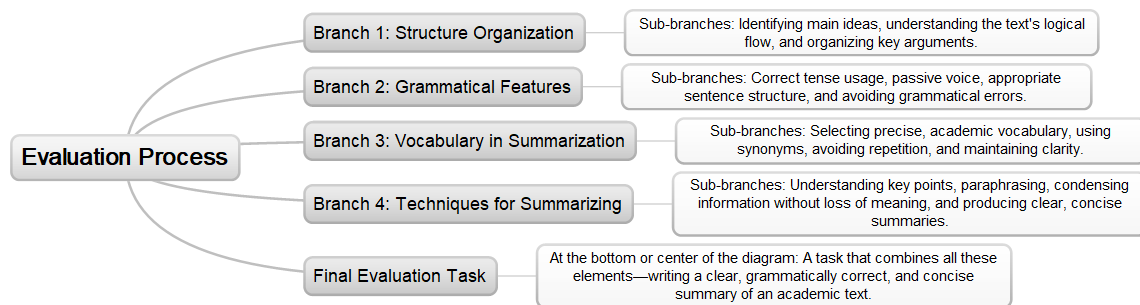 Evaluation Process
Branch 1: Structure Organization
Sub-branches: Identifying main ideas, understanding the text's logical
flow, and organizing key arguments.
Branch 2: Grammatical Features
Sub-branches: Correct tense usage, passive voice, appropriate
sentence structure, and avoiding grammatical errors.
Branch 3: Vocabulary in Summarization
Sub-branches: Selecting precise, academic vocabulary, using
synonyms, avoiding repetition, and maintaining clarity.
Branch 4: Techniques for Summarizing
Sub-branches: Understanding key points, paraphrasing, condensing
information without loss of meaning, and producing clear, concise
summaries.
Final Evaluation Task
At the bottom or center of the diagram: A task that combines all these
elements—writing a clear, grammatically correct, and concise
summary of an academic text.